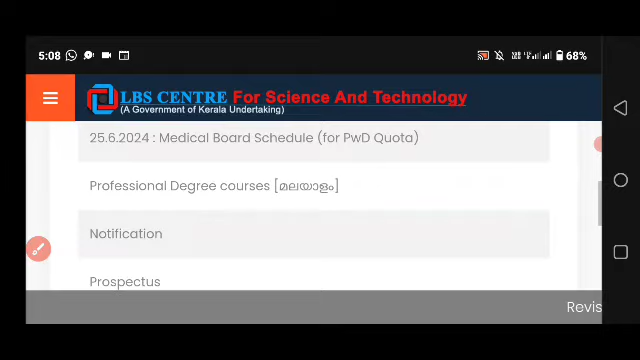 5:08
68%
LBS CENTRE For Science And Technology
(A Government of Kerala Undertaking)
25.6.2024 : Medical Board Schedule (for PwD Quota)
Professional Degree courses [മലയാളം]
Notification
Prospectus
Revis